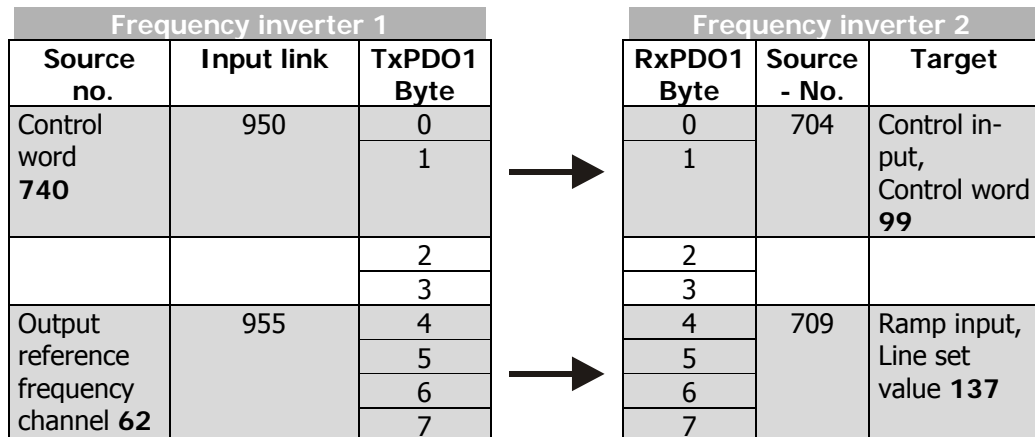 Frequency inverter 1
Source no. Input link TxPDO1 Byte
Control word 740 950 0
1
2
3
Output reference frequency channel 62 955 4
5
6
7
Frequency inverter 2
RxPDO1 Byte Source - No. Target
0 704 Control in-
put,
1 Control word
99
2
3
4 709 Ramp input,
5 Line set
6 value 137
7